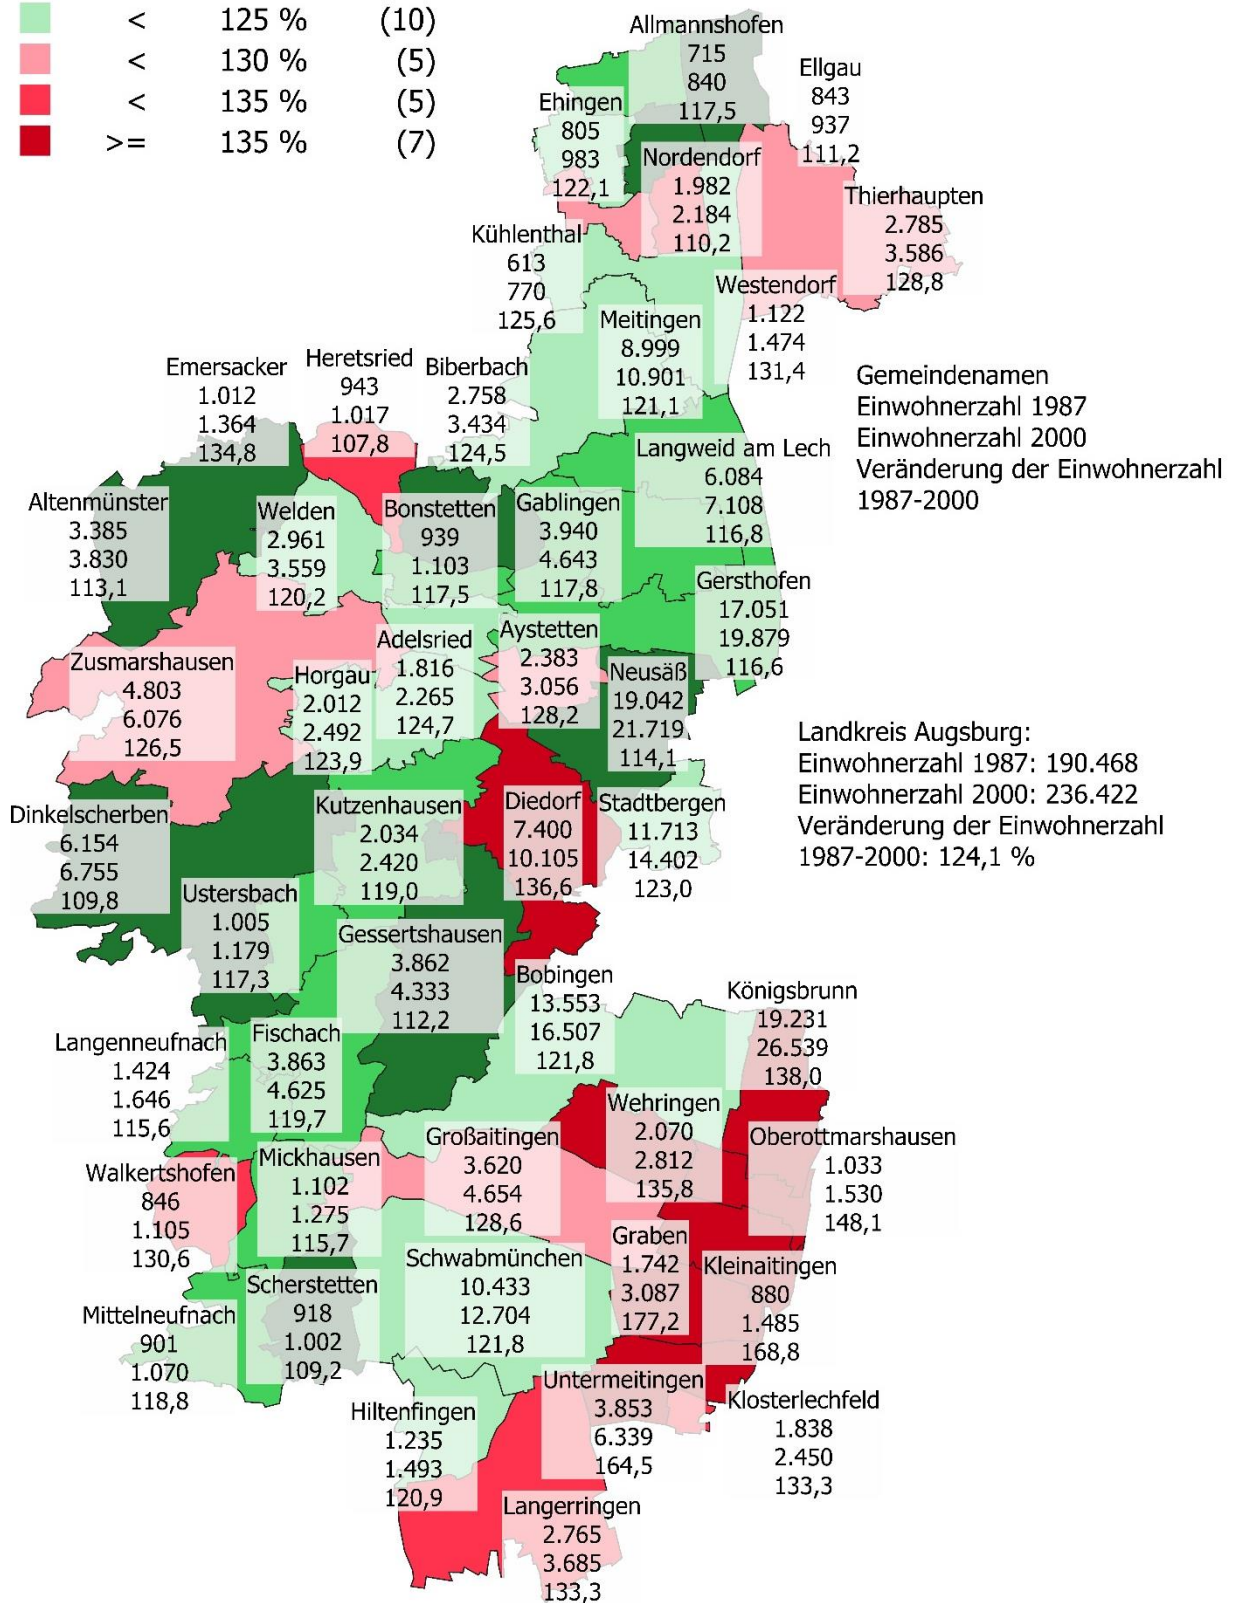 < 125 % (10)
< 130 % (5)
< 135 % (5)
>= 135 % (7)
Allmannshofen
715
840
117,5
Ellgau
843
937
111,2
Ehingen
805
983
122,1
Nordendorf
1.982
2.184
110,2
Thierhaupten
2.785
3.586
128,8
Kühlenthal
613
770
125,6
Westendorf
1.122
1.474
131,4
Meitingen
8.999
10.901
121,1
Emersacker
1.012
1.364
134,8
Heretsried
943
1.017
107,8
Biberbach
2.758
3.434
124,5
Gemeindenamen
Einwohnerzahl 1987
Einwohnerzahl 2000
Veränderung der Einwohnerzahl
1987-2000
Langweid am Lech
6.084
7.108
116,8
Altenmünster
3.385
3.830
113,1
Welden
2.961
3.559
120,2
Bonstetten
939
1.103
117,5
Gablingen
3.940
4.643
117,8
Gersthofen
17.051
19.879
116,6
Zusmarshausen
4.803
6.076
126,5
Horgau
2.012
2.492
123,9
Adelsried
1.816
2.265
124,7
Aystetten
2.383
3.056
128,2
Neusäß
19.042
21.719
114,1
Landkreis Augsburg:
Einwohnerzahl 1987: 190.468
Einwohnerzahl 2000: 236.422
Veränderung der Einwohnerzahl
1987-2000: 124,1 %
Dinkelscherben
6.154
6.755
109,8
Kutzenhausen
2.034
2.420
119,0
Diedorf
7.400
10.105
136,6
Stadtbergen
11.713
14.402
123,0
Ustersbach
1.005
1.179
117,3
Gessertshausen
3.862
4.333
112,2
Bobingen
13.553
16.507
121,8
Königsbrunn
19.231
26.539
138,0
Langenneufnach
1.424
1.646
115,6
Fischach
3.863
4.625
119,7
Wehringen
2.070
2.812
135,8
Oberottmarshausen
1.033
1.530
148,1
Walkertshofen
846
1.105
130,6
Mickhausen
1.102
1.275
115,7
Großaitingen
3.620
4.654
128,6
Graben
1.742
3.087
177,2
Kleinaitingen
880
1.485
168,8
Mittelneufnach
901
1.070
118,8
Scherstetten
918
1.002
109,2
Schwabmünchen
10.433
12.704
121,8
Untermeitingen
3.853
6.339
164,5
Klosterlechfeld
1.838
2.450
133,3
Hiltenfingen
1.235
1.493
120,9
Langerringen
2.765
3.685
133,3